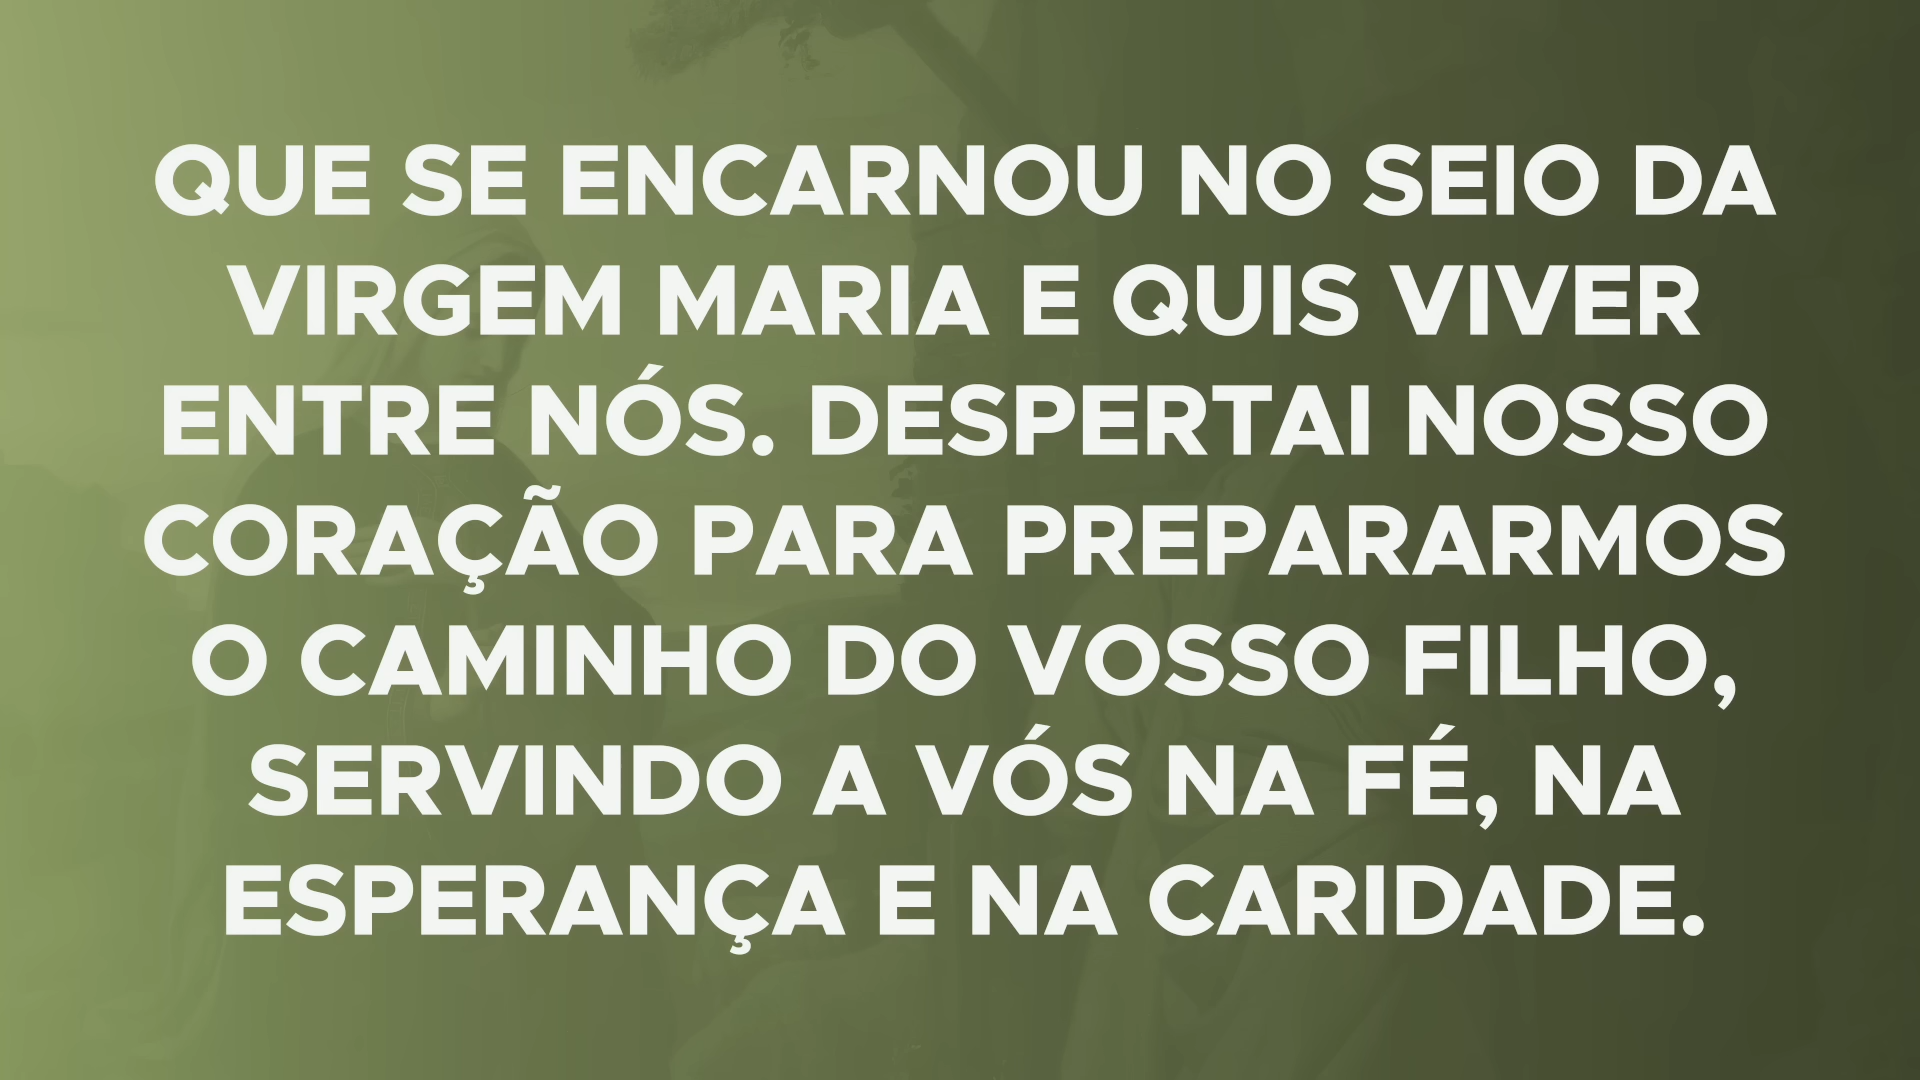 QUE SE ENCARNOU NO SEIO DA
VIRGEM MARIA E QUIS VIVER
ENTRE NÓS. DESPERTAI NOSSO
CORAÇÃO PARA PREPARARMOS
O CAMINHO DO VOSSO FILHO,
SERVINDO A VÓS NA FÉ, NA
ESPERANÇA E NA CARIDADE.